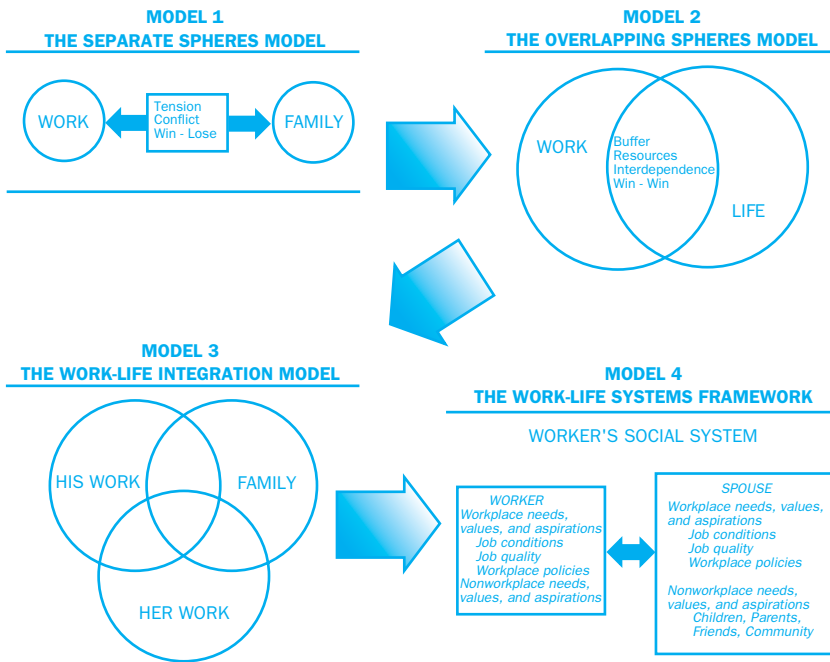 MODEL 1
THE SEPARATE SPHERES MODEL
WORK
Tension
Conflict
Win - Lose
FAMILY
MODEL 2
THE OVERLAPPING SPHERES MODEL
WORK
Buffer
Resources
Interdependence
Win - Win
LIFE
MODEL 3
THE WORK-LIFE INTEGRATION MODEL
HIS WORK
FAMILY
HER WORK
MODEL 4
THE WORK-LIFE SYSTEMS FRAMEWORK
WORKER'S SOCIAL SYSTEM
WORKER
Workplace needs,
values, and aspirations
Job conditions
Job quality
Workplace policies
Nonworkplace needs,
values, and aspirations
SPOUSE
Workplace needs, values,
and aspirations
Job conditions
Job quality
Workplace policies
Nonworkplace needs,
values, and aspirations
Children, Parents,
Friends, Community